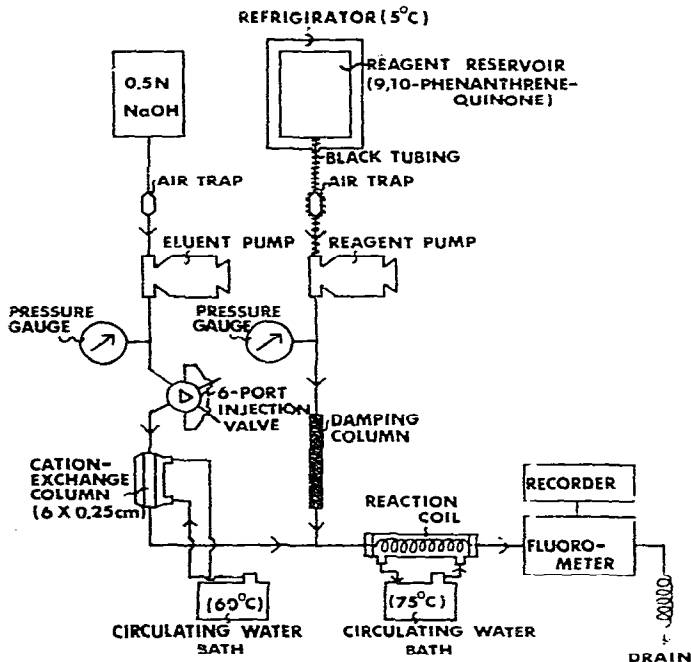 REFRIGIRATOR (5°C)
0.5N
NaOH
REAGENT RESERVOIR
(9,10-PHENANTHRENE-
QUINONE)
BLACK TUBING
AIR TRAP
AIR TRAP
ELUENT PUMP
REAGENT PUMP
PRESSURE
GAUGE
PRESSURE
GAUGE
6-PORT
INJECTION
VALVE
DAMPING
COLUMN
CATION-
EXCHANGE
COLUMN
(6 X 0.25cm)
REACTION
COIL
RECORDER
FLUORO-
METER
(60°C)
(75°C)
CIRCULATING WATER
BATH
CIRCULATING WATER
BATH
DRAIN